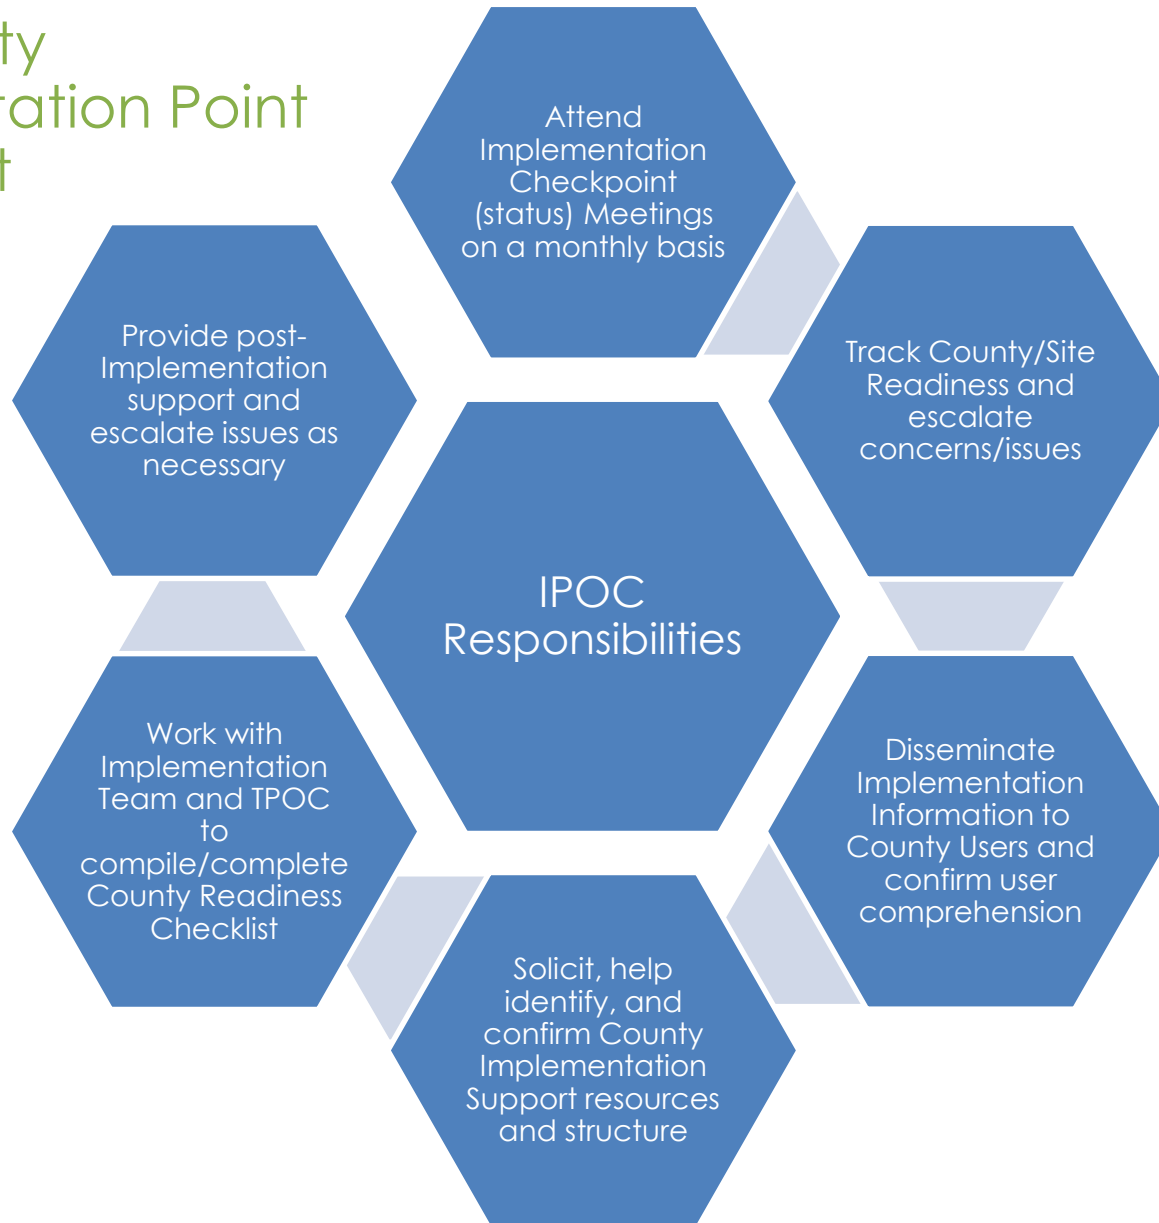 ty
ation Point
t
Attend
Implementation
Checkpoint
(status) Meetings
on a monthly basis
Track County/Site
Readiness and
escalate
concerns/issues
Disseminate
Implementation
Information to
County Users and
confirm user
comprehension
Solicit, help
identify, and
confirm County
Implementation
Support resources
and structure
Work with
Implementation
Team and TPOC
to
compile/complete
County Readiness
Checklist
Provide post-
Implementation
support and
escalate issues as
necessary
IPOC
Responsibilities